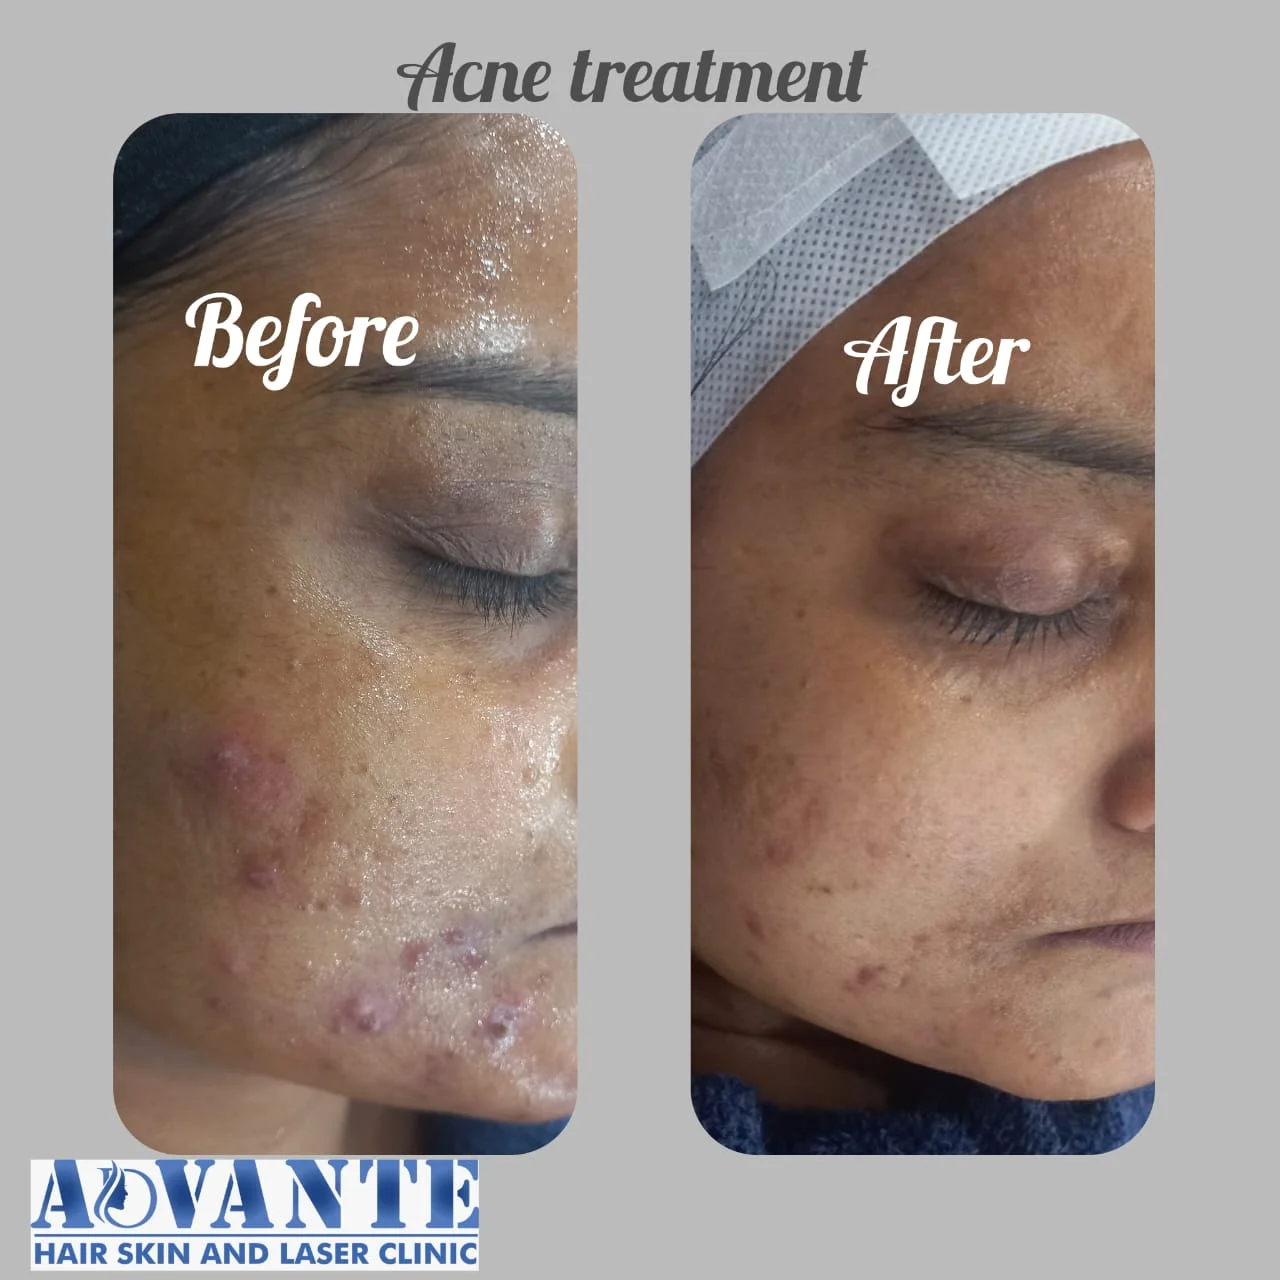 Acne treatment
Before
After
ADVANTE
HAIR SKIN AND LASER CLINIC